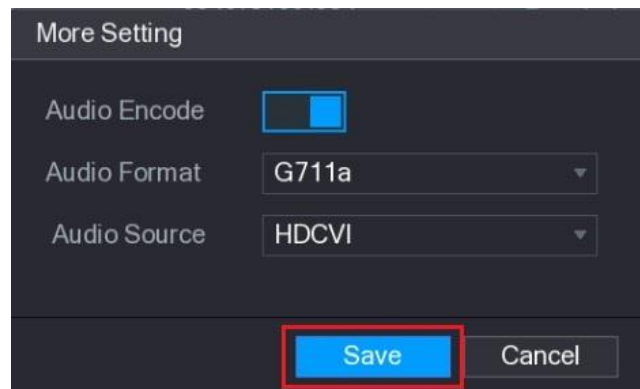 More Setting
Audio Encode
Audio Format G711a
Audio Source HDCVI
Save Cancel